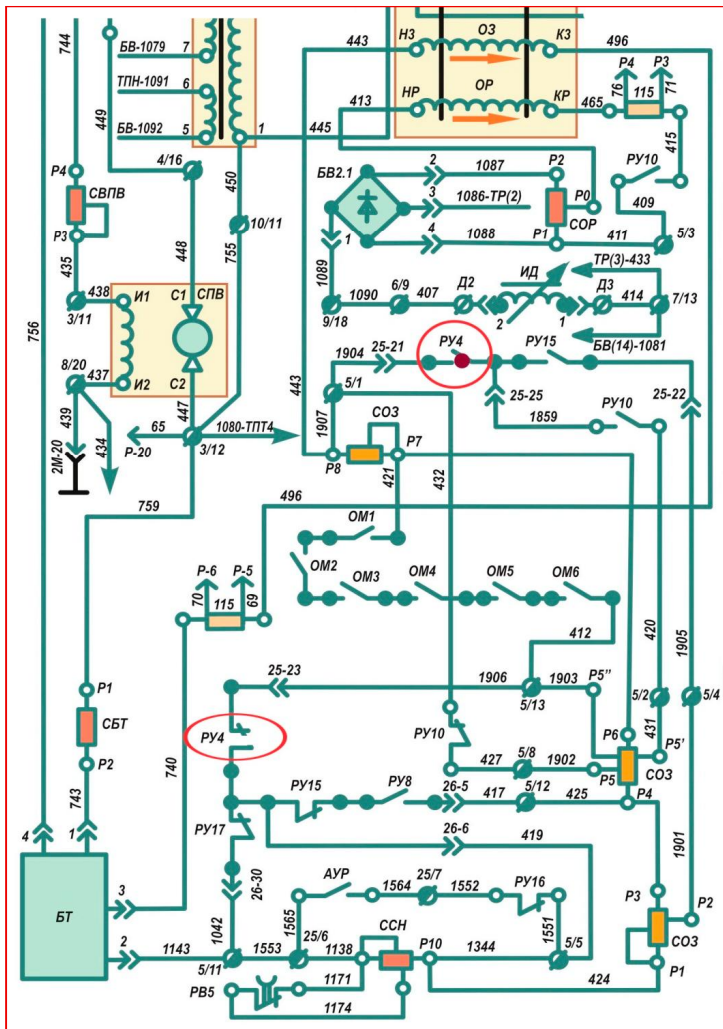 744
БВ-1079
7
443
НЗ
ОЗ
КЗ
496
ТПН-1091
6
76
Р4
Р3
71
449
413
НР
ОР
КР
465
115
БВ-1092
5
1
445
415
4/16
Р4
СВПВ
450
БВ2.1
2
1087
Р2
РУ10
3
1086-ТР(2)
Р0
СОР
409
10/11
Р3
4
1088
Р1
411
5/3
435
448
755
1
1089
ТР(3)-433
ИД
438
И1
С1
СПВ
1090
6/9
407
Д2
Д3
414
7/13
3/11
9/18
2
1
БВ(14)-1081
756
8/20
437
И2
С2
443
1904
25-21
РУ4
РУ15
5/1
25-22
439
447
25-25
1859
РУ10
65
1080-ТПТ4
1907
СОЗ
2М-20
434
Р-20
3/12
Р8
Р7
421
432
759
496
ОМ1
Р-6
Р-5
ОМ2
ОМ3
ОМ4
ОМ5
ОМ6
70
115
69
412
420
1905
25-23
1906
1903
Р5''
Р1
5/13
5/2
5/4
СБТ
РУ4
РУ10
Р6
431
Р5'
740
427
5/8
1902
Р5
СОЗ
Р2
743
РУ15
РУ8
26-5
417
5/12
425
Р4
4
1
РУ17
26-6
419
1901
26-30
АУР
25/7
РУ16
Р3
БТ
3
1564
1552
Р2
1042
1565
25/6
ССН
1551
СОЗ
2
1143
1553
1138
Р10
1344
5/5
5/11
Р1
РВ5
1171
424
1174